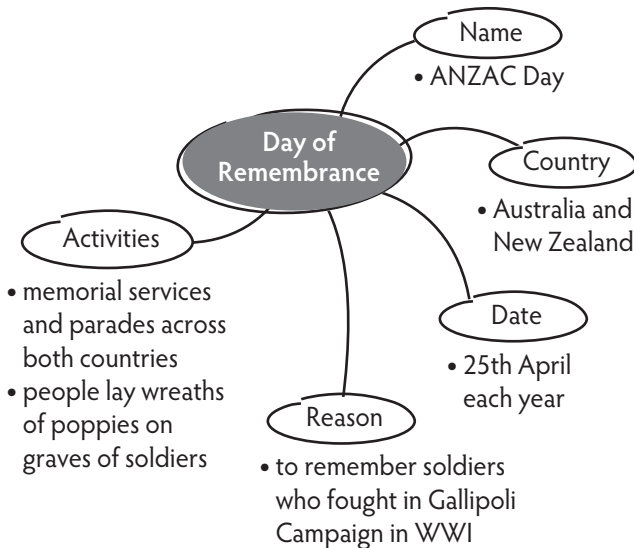 Day of
Remembrance
Name
• ANZAC Day
Country
• Australia and
New Zealand
Date
• 25th April
each year
Reason
• to remember soldiers
who fought in Gallipoli
Campaign in WWI
Activities
• memorial services
and parades across
both countries
• people lay wreaths
of poppies on
graves of soldiers